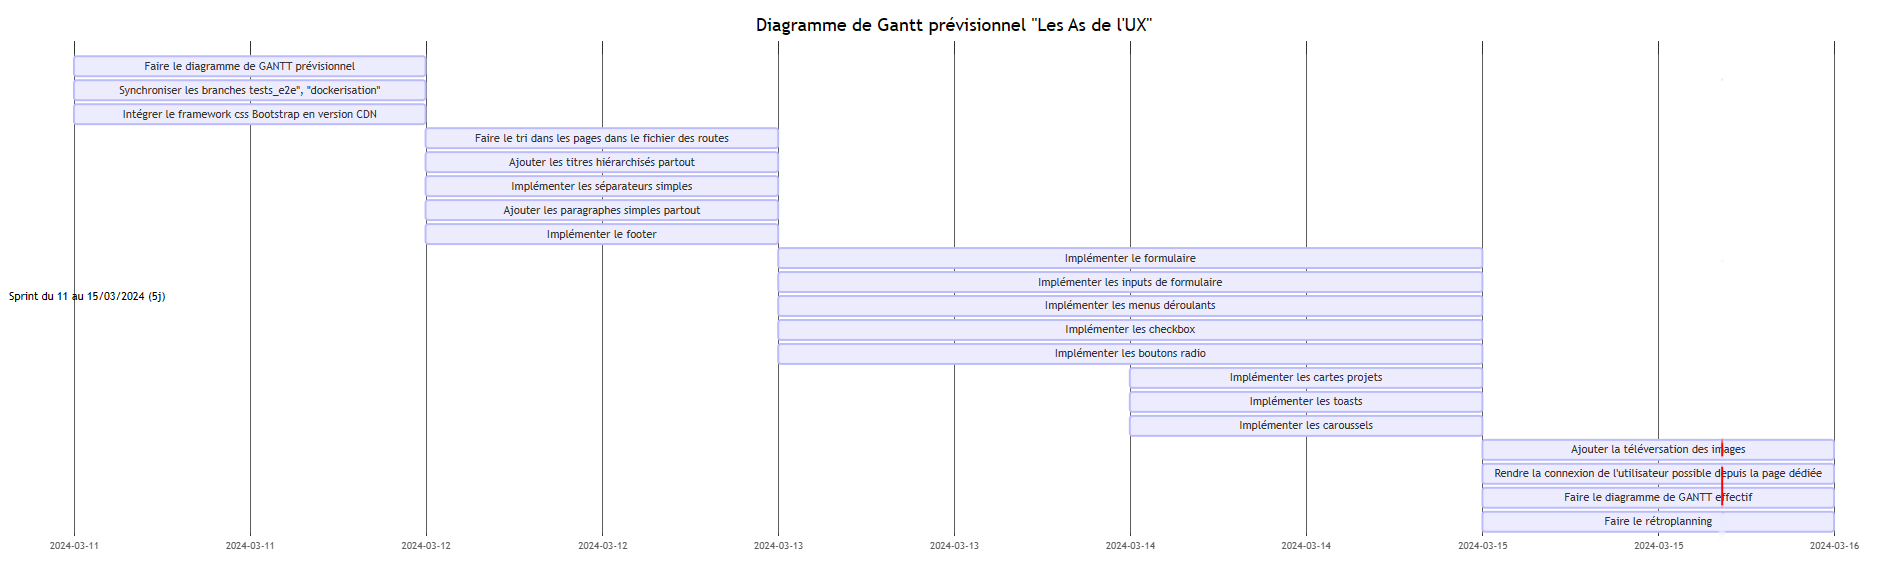 Diagramme de Gantt prévisionnel "Les As de l'UX"
Faire le diagramme de GANTT prévisionnel
Synchroniser les branches tests_e2e", "dockerisation"
Intégrer le framework css Bootstrap en version CDN
Faire le tri dans les pages dans le fichier des routes
Ajouter les titres hiérarchisés partout
Implémenter les séparateurs simples
Ajouter les paragraphes simples partout
Implémenter le footer
Implémenter le formulaire
Implémenter les inputs de formulaire
Sprint du 11 au 15/03/2024 (5j)
Implémenter les menus déroulants
Implémenter les checkbox
Implémenter les boutons radio
Implémenter les cartes projets
Implémenter les toasts
Implémenter les caroussels
Ajouter la téléversation des images
Rendre la connexion de l'utilisateur possible depuis la page dédiée
Faire le diagramme de GANTT effectif
Faire le rétroplanning
2024-03-11 2024-03-11 2024-03-12 2024-03-12 2024-03-13 2024-03-13 2024-03-14 2024-03-14 2024-03-15 2024-03-15 2024-03-16